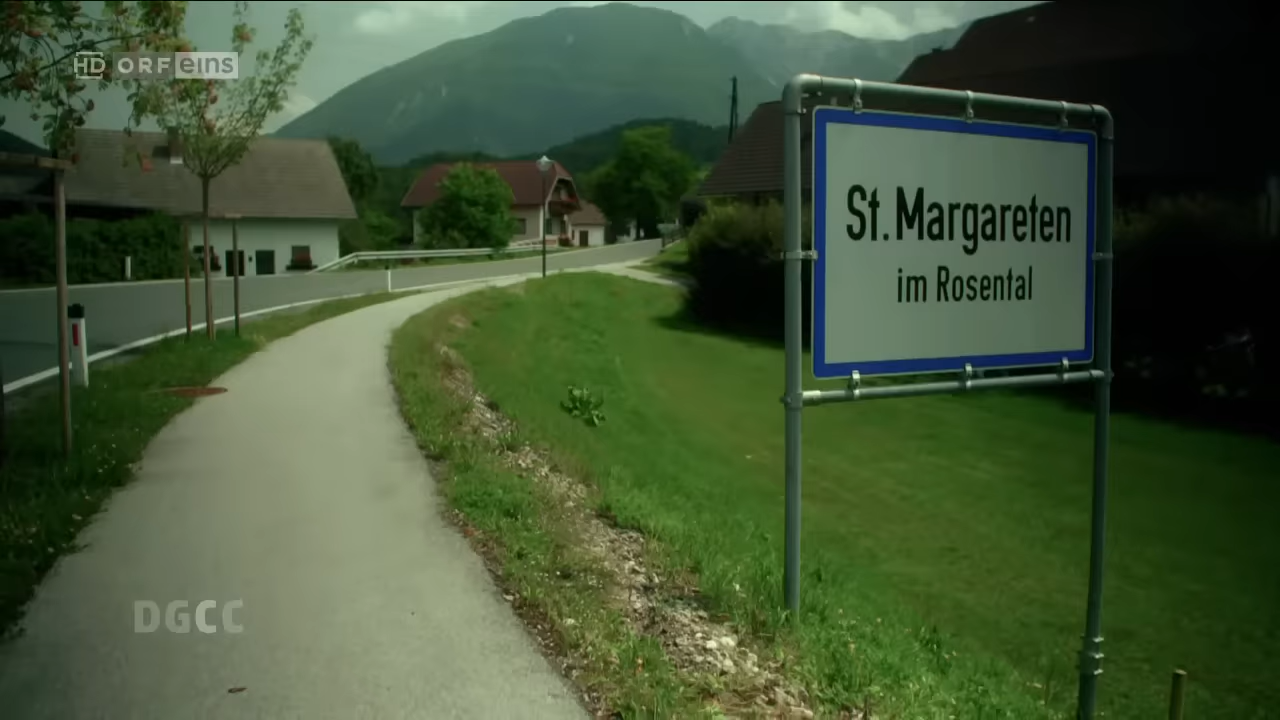 HD ORF eins
St. Margareten
im Rosental
DGCC